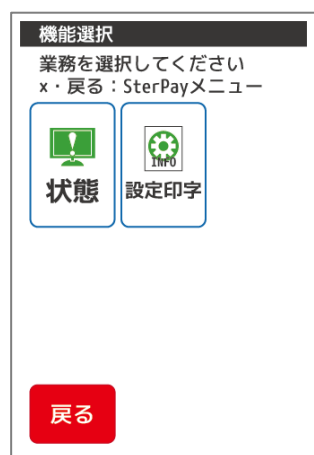 機能選択
業務を選択してください
x・戻る：SterPayメニュー
状態
INFO
設定印字
戻る